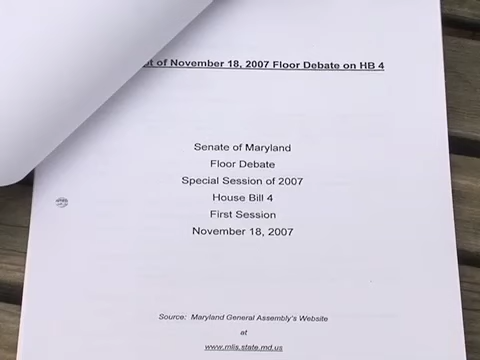 of November 18, 2007 Floor Debate on HB 4
Senate of Maryland
Floor Debate
Special Session of 2007
House Bill 4
First Session
November 18, 2007
Source: Maryland General Assembly's Website
at
www.mlis.state.md.us